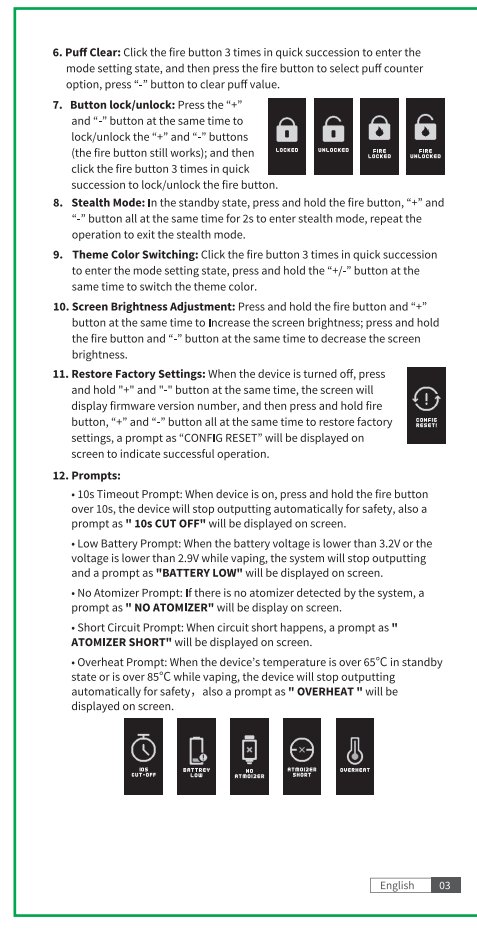 6. Puff Clear: Click the fire button 3 times in quick succession to enter the
mode setting state, and then press the fire button to select puff counter
option, press “-” button to clear puff value.
7. Button lock/unlock: Press the “+”
and “-” button at the same time to
lock/unlock the “+” and “-” buttons
(the fire button still works); and then
click the fire button 3 times in quick
succession to lock/unlock the fire button.
LOCKED
UNLOCKED
FIRE
LOCKED
FIRE
UNLOCKED
8. Stealth Mode: In the standby state, press and hold the fire button, “+” and
“-” button all at the same time for 2s to enter stealth mode, repeat the
operation to exit the stealth mode.
9. Theme Color Switching: Click the fire button 3 times in quick succession
to enter the mode setting state, press and hold the “+/-” button at the
same time to switch the theme color.
10. Screen Brightness Adjustment: Press and hold the fire button and “+”
button at the same time to Increase the screen brightness; press and hold
the fire button and “-” button at the same time to decrease the screen
brightness.
11. Restore Factory Settings: When the device is turned off, press
and hold "+" and "-" button at the same time, the screen will
display firmware version number, and then press and hold fire
button, “+” and “-” button all at the same time to restore factory
settings, a prompt as “CONFIG RESET” will be displayed on
screen to indicate successful operation.
CONFIG
RESET!
12. Prompts:
• 10s Timeout Prompt: When device is on, press and hold the fire button
over 10s, the device will stop outputting automatically for safety, also a
prompt as " 10s CUT OFF" will be displayed on screen.
• Low Battery Prompt: When the battery voltage is lower than 3.2V or the
voltage is lower than 2.9V while vaping, the system will stop outputting
and a prompt as "BATTERY LOW" will be displayed on screen.
• No Atomizer Prompt: If there is no atomizer detected by the system, a
prompt as " NO ATOMIZER" will be display on screen.
• Short Circuit Prompt: When circuit short happens, a prompt as "
ATOMIZER SHORT" will be displayed on screen.
• Overheat Prompt: When the device’s temperature is over 65℃ in standby
state or is over 85℃ while vaping, the device will stop outputting
automatically for safety，also a prompt as " OVERHEAT " will be
displayed on screen.
10S
CUT-OFF
BATTREY
LOW
NO
ATMOIZER
ATMOIZER
SHORT
OVERHEAT
English 03